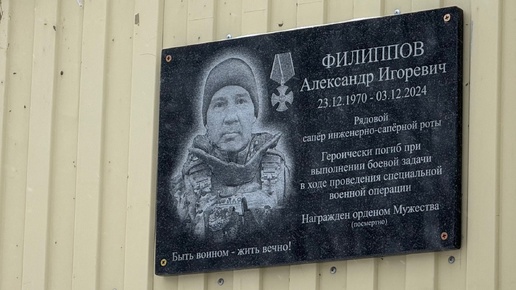 ФИЛИППОВ
Александр Игоревич
23.12.1970 - 03.12.2024
Рядовой
сапёр инженерно-сапёрной роты
Героически погиб при
выполнении боевой задачи
в ходе проведения специальной
военной операции
Награжден орденом Мужества
(посмертно)
Быть воином - жить вечно!